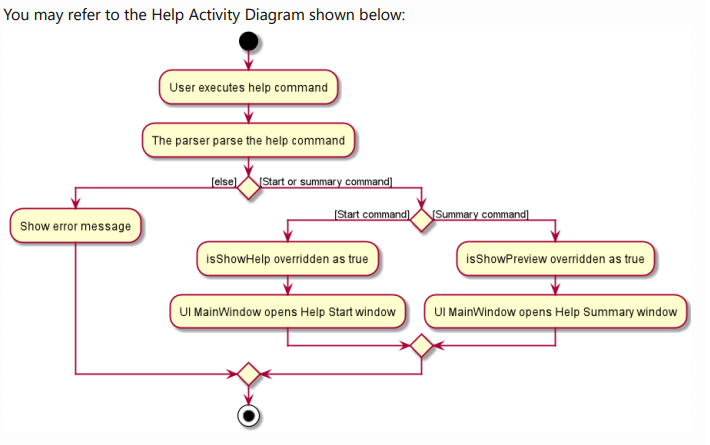 You may refer to the Help Activity Diagram shown below:
User executes help command
The parser parse the help command
[else]
[Start or summary command]
Show error message
[Start command]
[Summary command]
isShowHelp overridden as true
isShowPreview overridden as true
UI MainWindow opens Help Start window
UI MainWindow opens Help Summary window